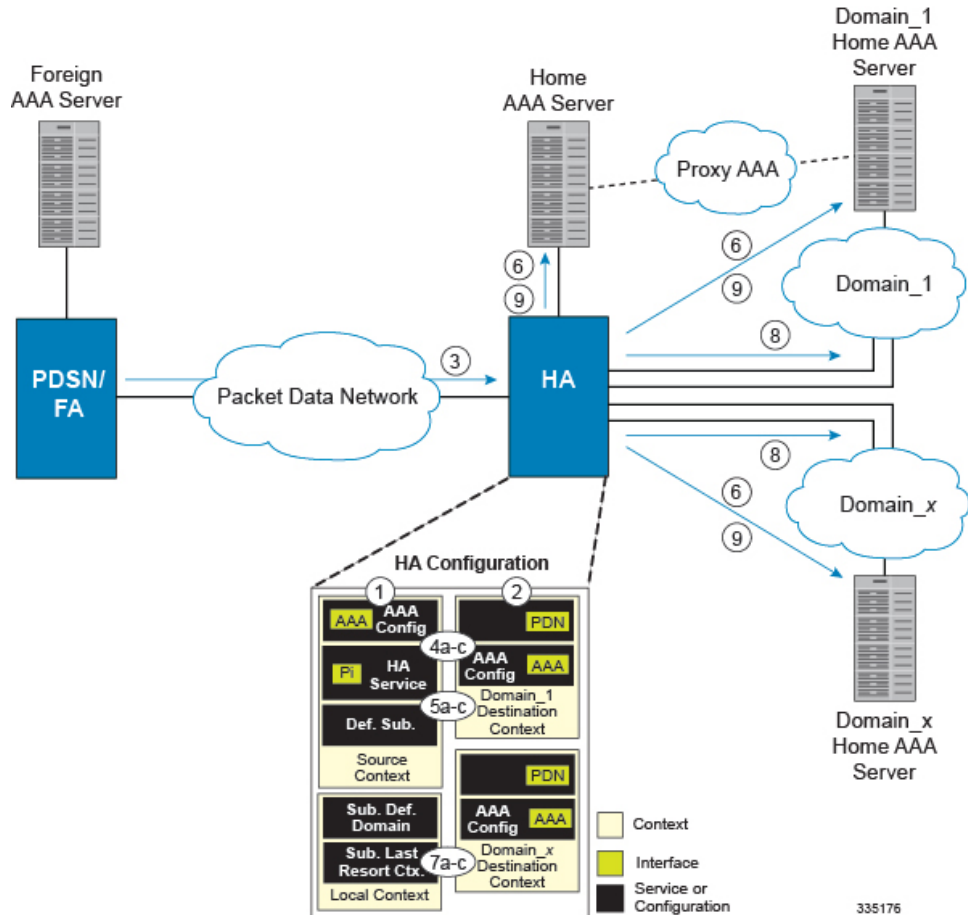 Foreign
AAA Server
Home
AAA Server
Domain_1
Home AAA
Server
Proxy AAA
6
9
6
9
Domain_1
8
PDSN/
FA
Packet Data Network
3
HA
8
6
9
Domain_x
Domain_x
Home AAA
Server
HA Configuration
1
AAA
AAA
Config
Pi
HA
Service
Def. Sub.
Source
Context
Sub. Def.
Domain
Sub. Last
Resort Ctx.
Local Context
4a-c
5a-c
7a-c
2
PDN
AAA
Config
AAA
Domain_1
Destination
Context
PDN
AAA
Config
AAA
Domain_x
Destination
Context
Context
Interface
Service or
Configuration
335176